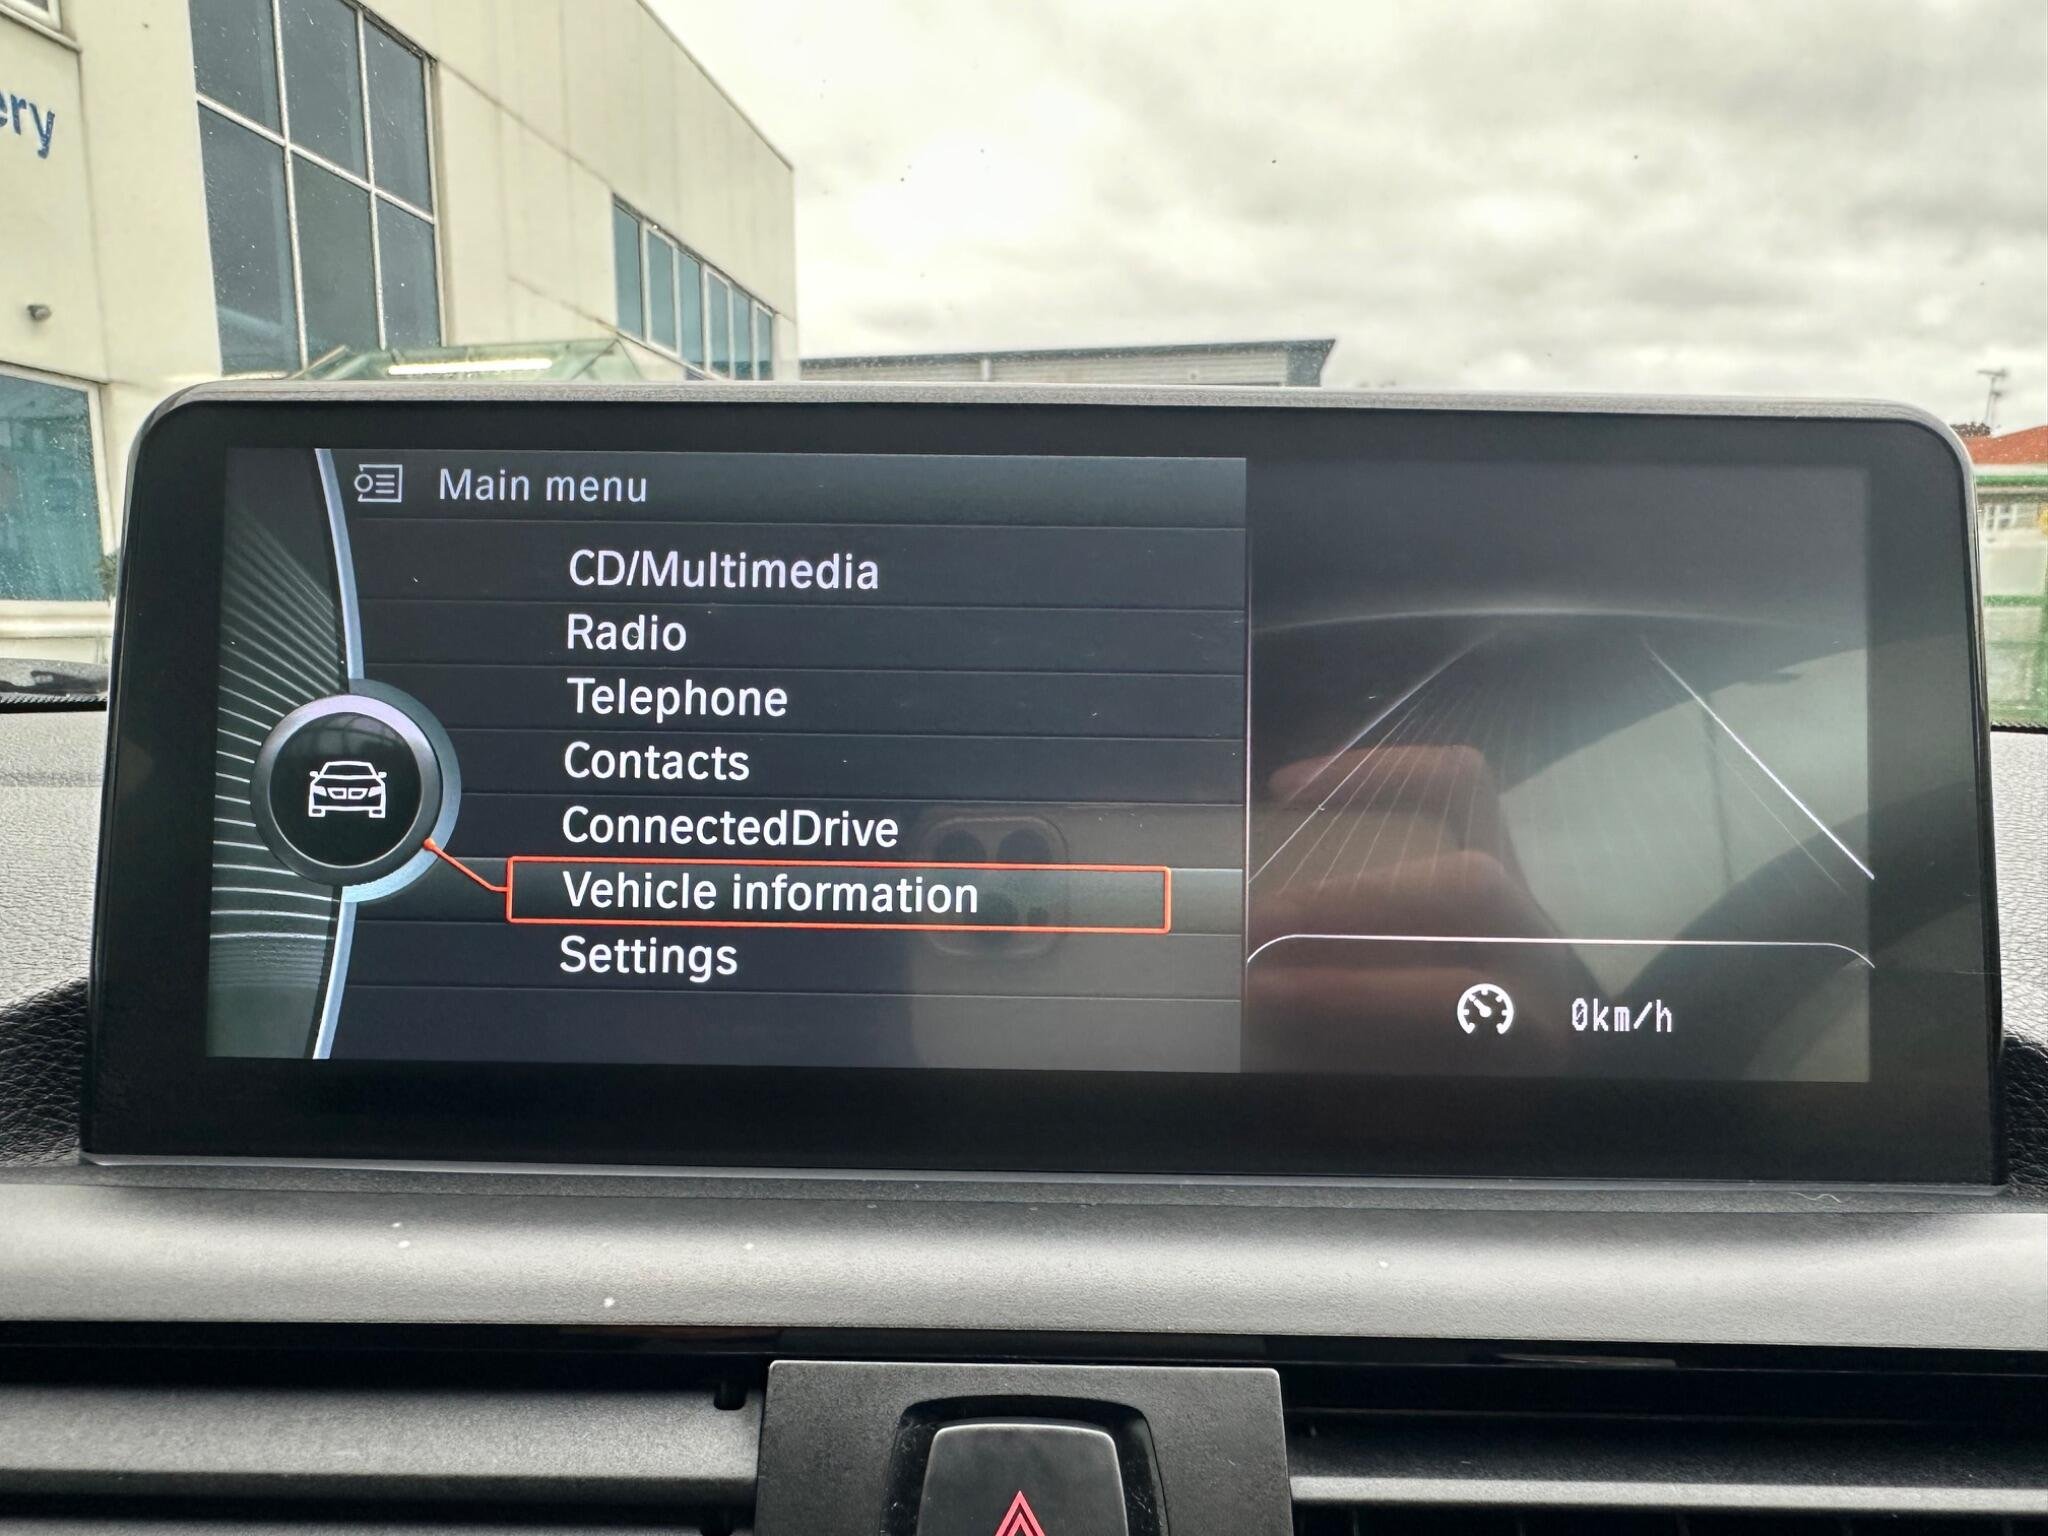 ery
Main menu
CD/Multimedia
Radio
Telephone
Contacts
ConnectedDrive
Vehicle information
Settings
0km/h